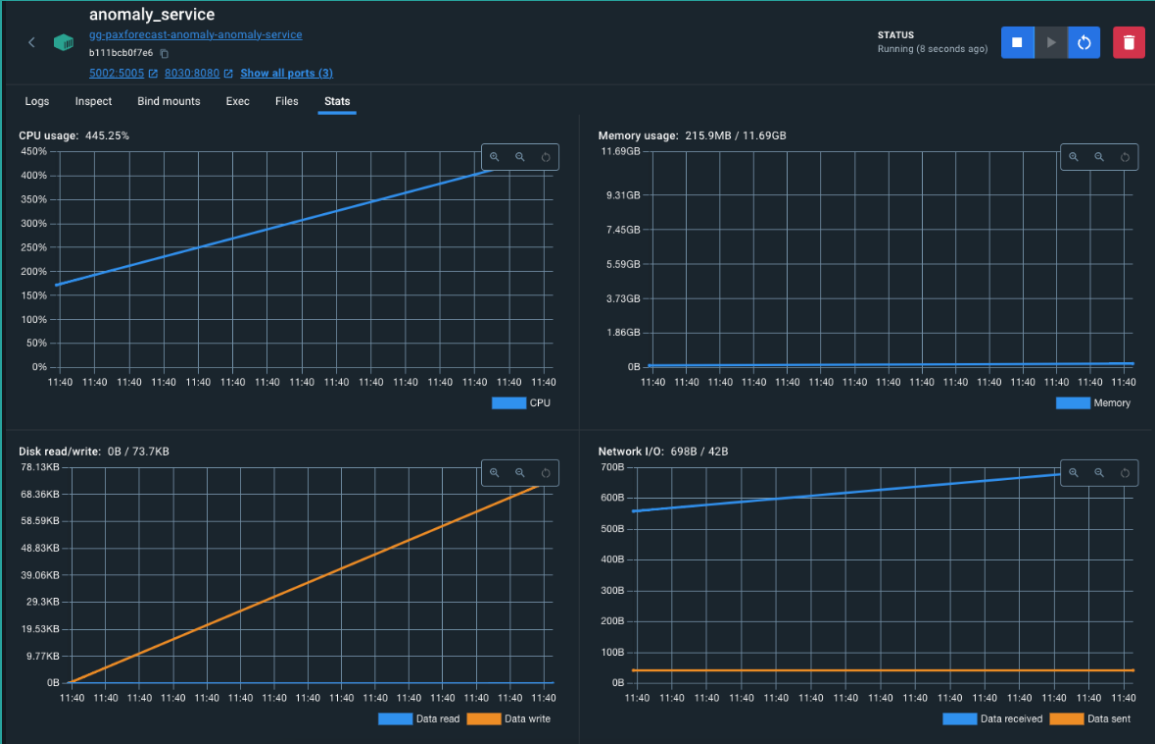 anomaly_service
gg-paxforecast-anomaly-anomaly-service
b111bcb0f7e6
5002:5005 8030:8080 Show all ports (3)
STATUS
Running (8 seconds ago)
Logs Inspect Bind mounts Exec Files Stats
CPU usage: 445.25%
450%
400%
350%
300%
250%
200%
150%
100%
50%
0%
11:40 11:40 11:40 11:40 11:40 11:40 11:40 11:40 11:40 11:40 11:40 11:40 11:40 11:40 11:40
CPU
Memory usage: 215.9MB / 11.69GB
11.69GB
9.31GB
7.45GB
5.59GB
3.73GB
1.86GB
0B
11:40 11:40 11:40 11:40 11:40 11:40 11:40 11:40 11:40 11:40 11:40 11:40 11:40 11:40 11:40
Memory
Disk read/write: 0B / 73.7KB
78.13KB
68.36KB
58.59KB
48.83KB
39.06KB
29.3KB
19.53KB
9.77KB
0B
11:40 11:40 11:40 11:40 11:40 11:40 11:40 11:40 11:40 11:40 11:40 11:40 11:40 11:40 11:40
Data read Data write
Network I/O: 698B / 42B
700B
600B
500B
400B
300B
200B
100B
0B
11:40 11:40 11:40 11:40 11:40 11:40 11:40 11:40 11:40 11:40 11:40 11:40 11:40 11:40
Data received Data sent